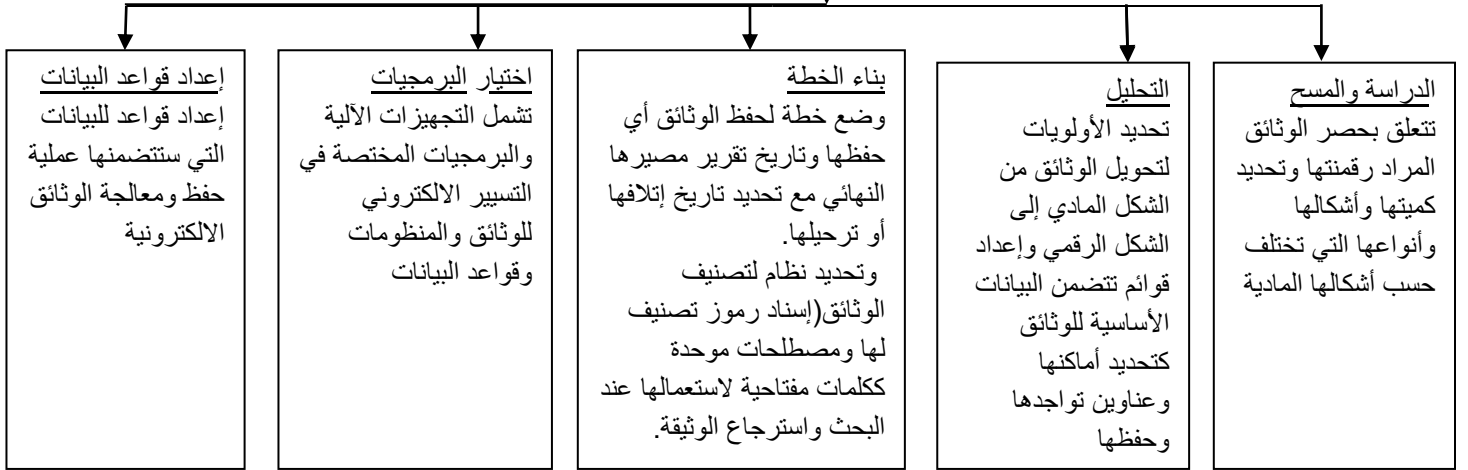 الدراسة والمسح
تتعلق بحصر الوثائق
المراد رقمنتها وتحديد
كميتها وأشكالها
وأنواعها التي تختلف
حسب أشكالها المادية
التحليل
تحديد الأولويات
لتحويل الوثائق من
الشكل المادي إلى
الشكل الرقمي وإعداد
قوائم تتضمن البيانات
الأساسية للوثائق
كتحديد أماكنها
وعناوين تواجدها
وحفظها
بناء الخطة
وضع خطة لحفظ الوثائق أي
حفظها وتاريخ تقرير مصيرها
النهائي مع تحديد تاريخ إتلافها
أو ترحيلها.
وتحديد نظام لتصنيف
الوثائق(إسناد رموز تصنيف
لها ومصطلحات موحدة
ككلمات مفتاحية لاستعمالها عند
البحث واسترجاع الوثيقة.
اختيار البرمجيات
تشمل التجهيزات الآلية
والبرمجيات المختصة في
التسيير الالكتروني
للوثائق والمنظومات
وقواعد البيانات
إعداد قواعد البيانات
إعداد قواعد للبيانات
التي ستتضمنها عملية
حفظ ومعالجة الوثائق
الالكترونية